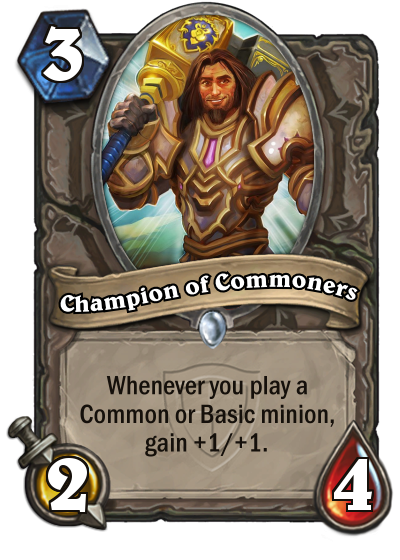 3
Champion of Commoners
Whenever you play a
Common or Basic minion,
gain +1/+1.
2
4